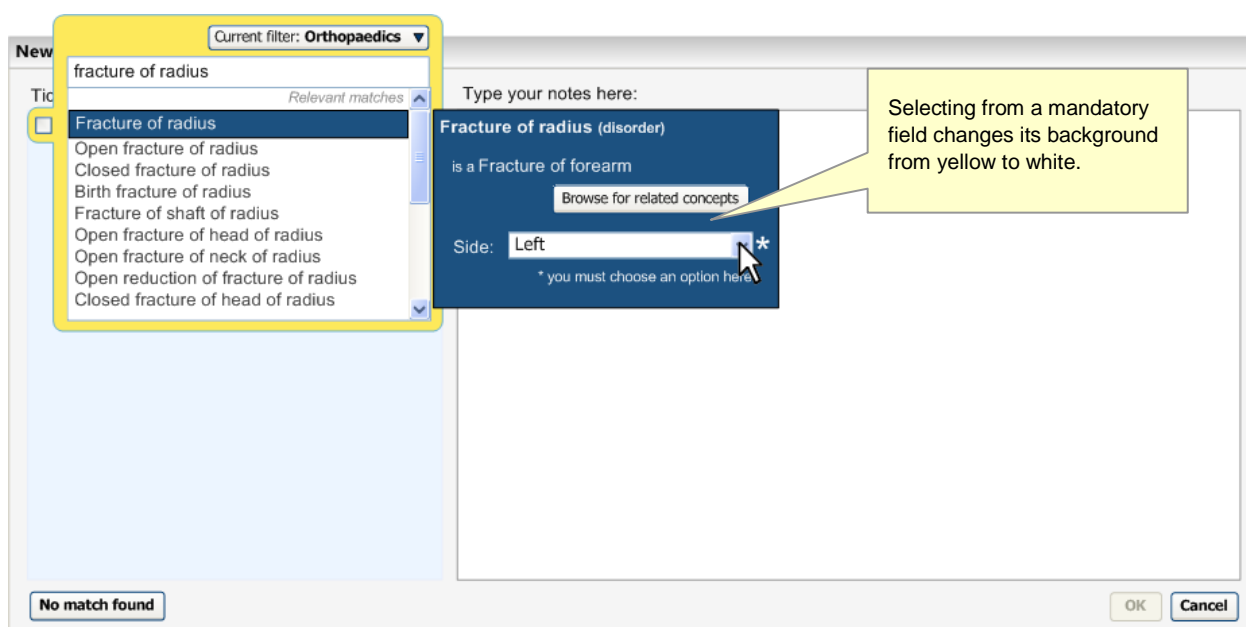 Current filter: Orthopaedics
New
fracture of radius
Tic
Relevant matches
Type your notes here:
Fracture of radius
Open fracture of radius
Closed fracture of radius
Birth fracture of radius
Fracture of shaft of radius
Open fracture of head of radius
Open fracture of neck of radius
Open reduction of fracture of radius
Closed fracture of head of radius
Fracture of radius (disorder)
is a Fracture of forearm
Browse for related concepts
Side: Left *
* you must choose an option here
Selecting from a mandatory
field changes its background
from yellow to white.
No match found
OK Cancel